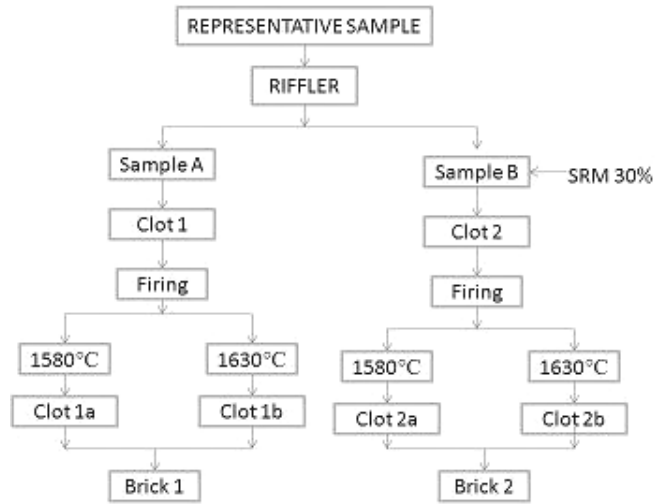 REPRESENTATIVE SAMPLE
RIFFLER
Sample A
Sample B
SRM 30%
Clot 1
Clot 2
Firing
Firing
1580°C
1630°C
1580°C
1630°C
Clot 1a
Clot 1b
Clot 2a
Clot 2b
Brick 1
Brick 2